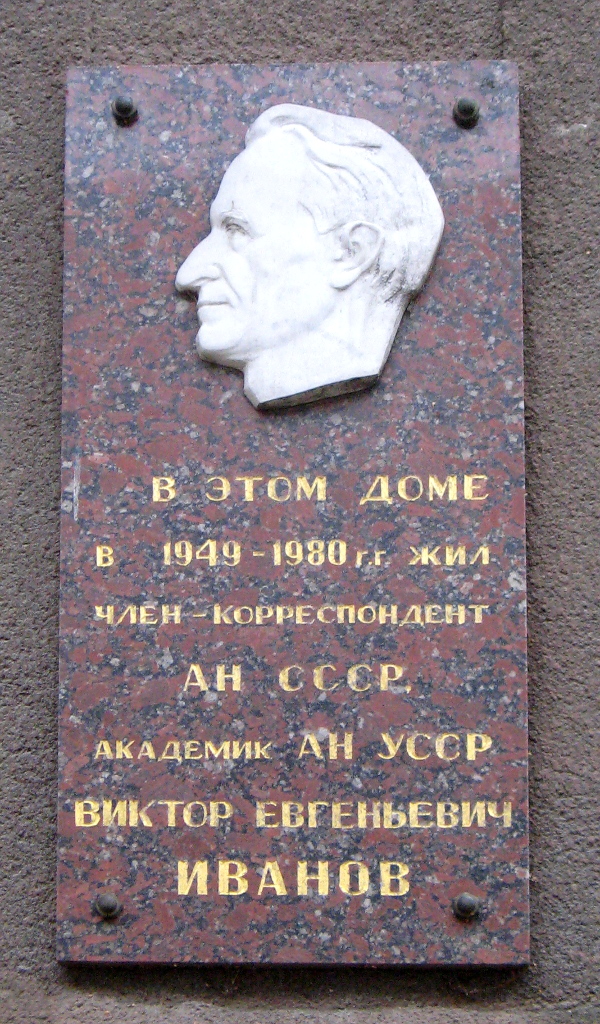 В ЭТОМ ДОМЕ
В 1949-1980 г.г. ЖИЛ
ЧЛЕН-КОРРЕСПОНДЕНТ
АН СССР,
АКАДЕМИК АН УССР
ВИКТОР ЕВГЕНЬЕВИЧ
ИВАНОВ